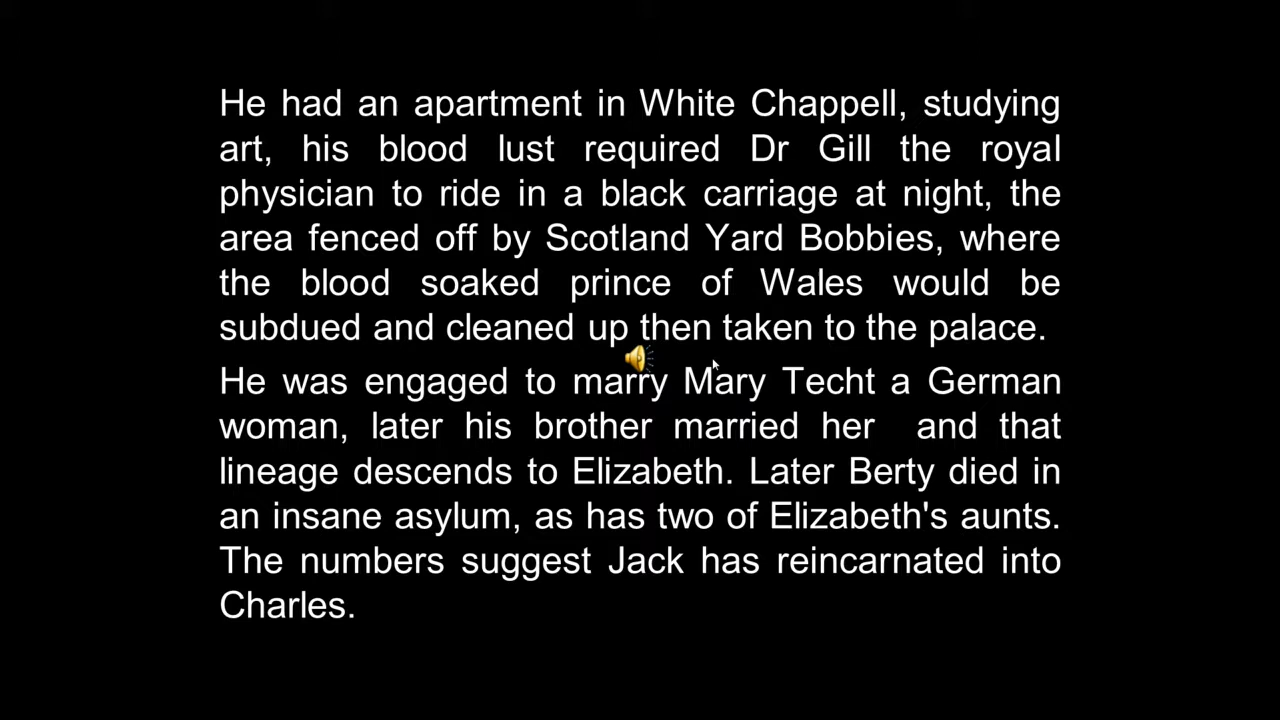 He had an apartment in White Chappell, studying
art, his blood lust required Dr Gill the royal
physician to ride in a black carriage at night, the
area fenced off by Scotland Yard Bobbies, where
the blood soaked prince of Wales would be
subdued and cleaned up then taken to the palace.
He was engaged to marry Mary Techt a German
woman, later his brother married her and that
lineage descends to Elizabeth. Later Berty died in
an insane asylum, as has two of Elizabeth's aunts.
The numbers suggest Jack has reincarnated into
Charles.